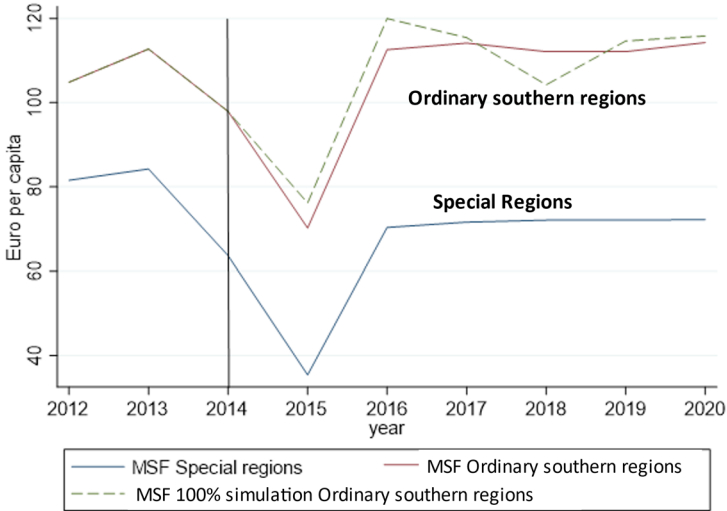 120
100
80
60
40
Euro per capita
Ordinary southern regions
Special Regions
2012 2013 2014 2015 2016 2017 2018 2019 2020
year
MSF Special regions MSF Ordinary southern regions
MSF 100% simulation Ordinary southern regions